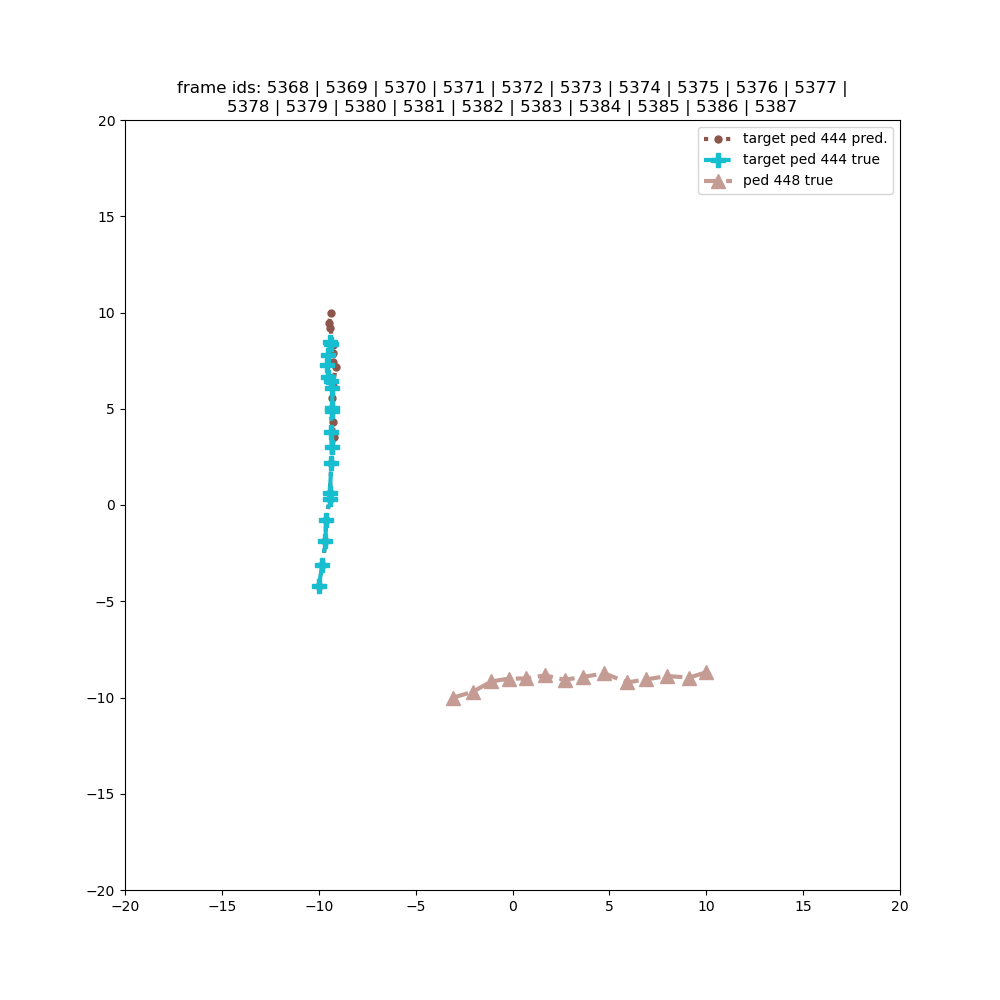 frame ids: 5368 | 5369 | 5370 | 5371 | 5372 | 5373 | 5374 | 5375 | 5376 | 5377 |
5378 | 5379 | 5380 | 5381 | 5382 | 5383 | 5384 | 5385 | 5386 | 5387
target ped 444 pred.
target ped 444 true
ped 448 true
20
15
10
5
0
−5
−10
−15
−20
−20 −15 −10 −5 0 5 10 15 20